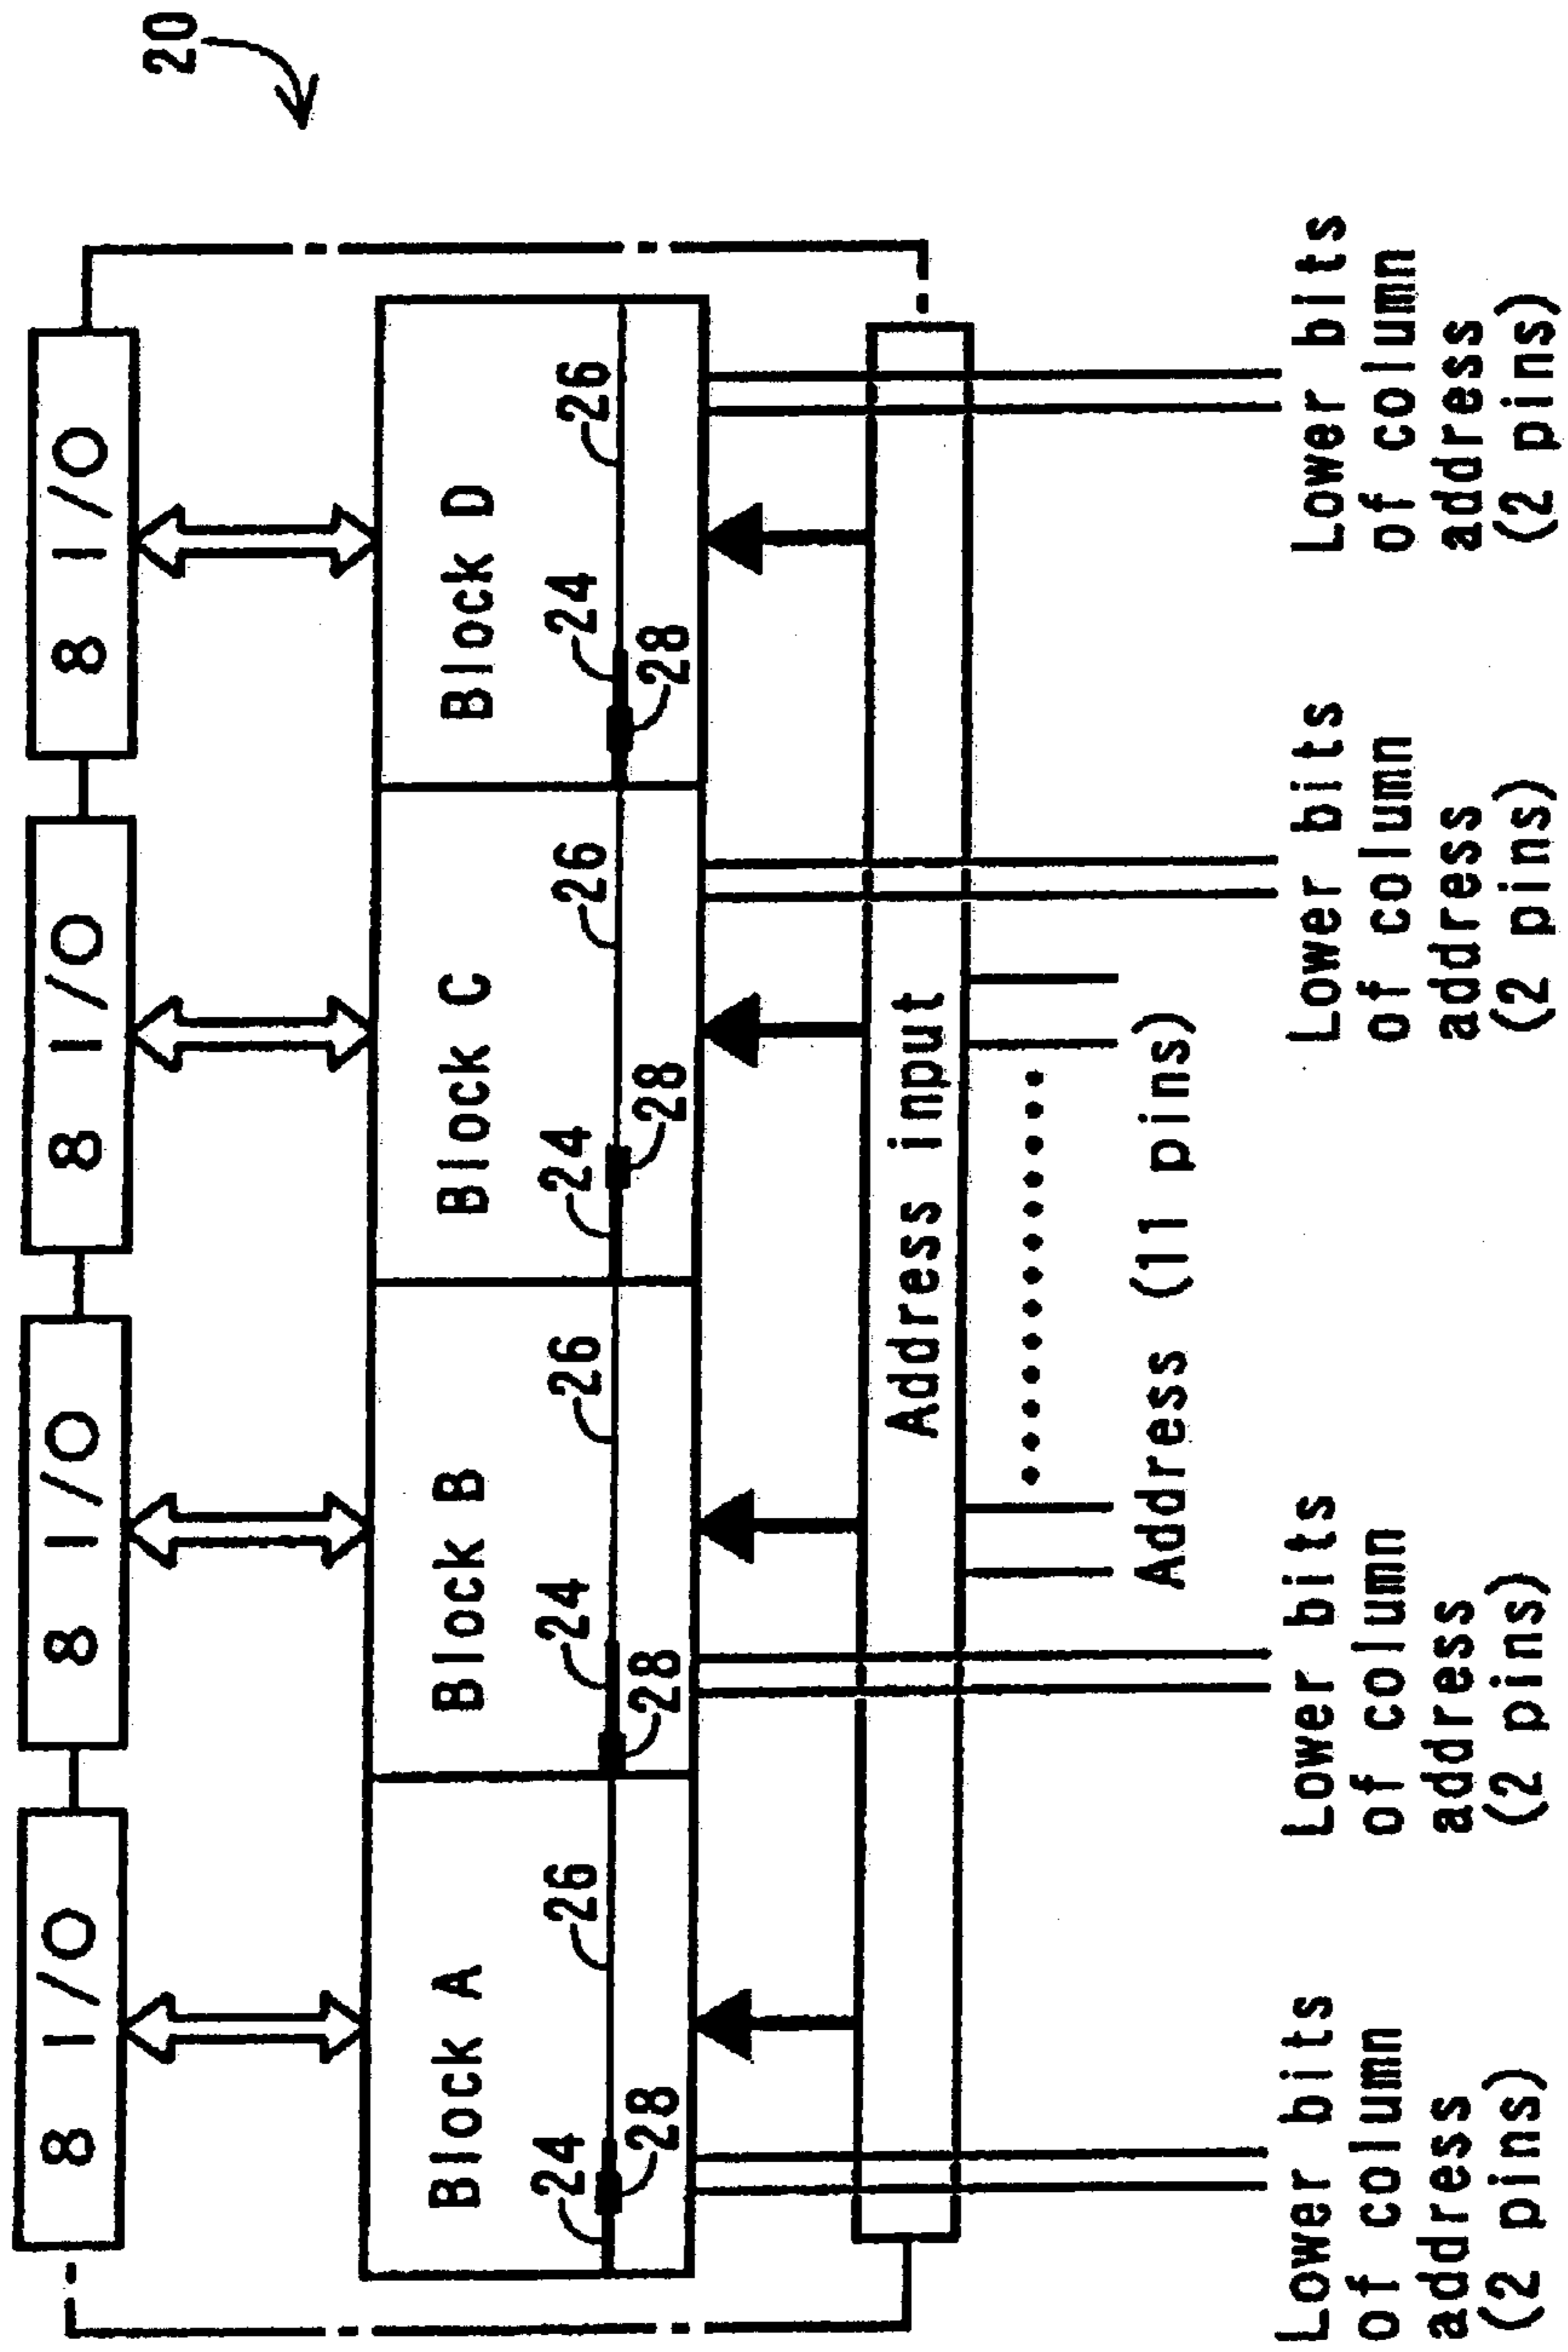 20
8 I/O
8 I/O
8 I/O
8 I/O
Block A
Block B
Block C
Block D
24
26
24
26
24
26
24
26
28
28
28
28
Address input
Address (11 pins)
Lower bits
of column
address
(2 pins)
Lower bits
of column
address
(2 pins)
Lower bits
of column
address
(2 pins)
Lower bits
of column
address
(2 pins)